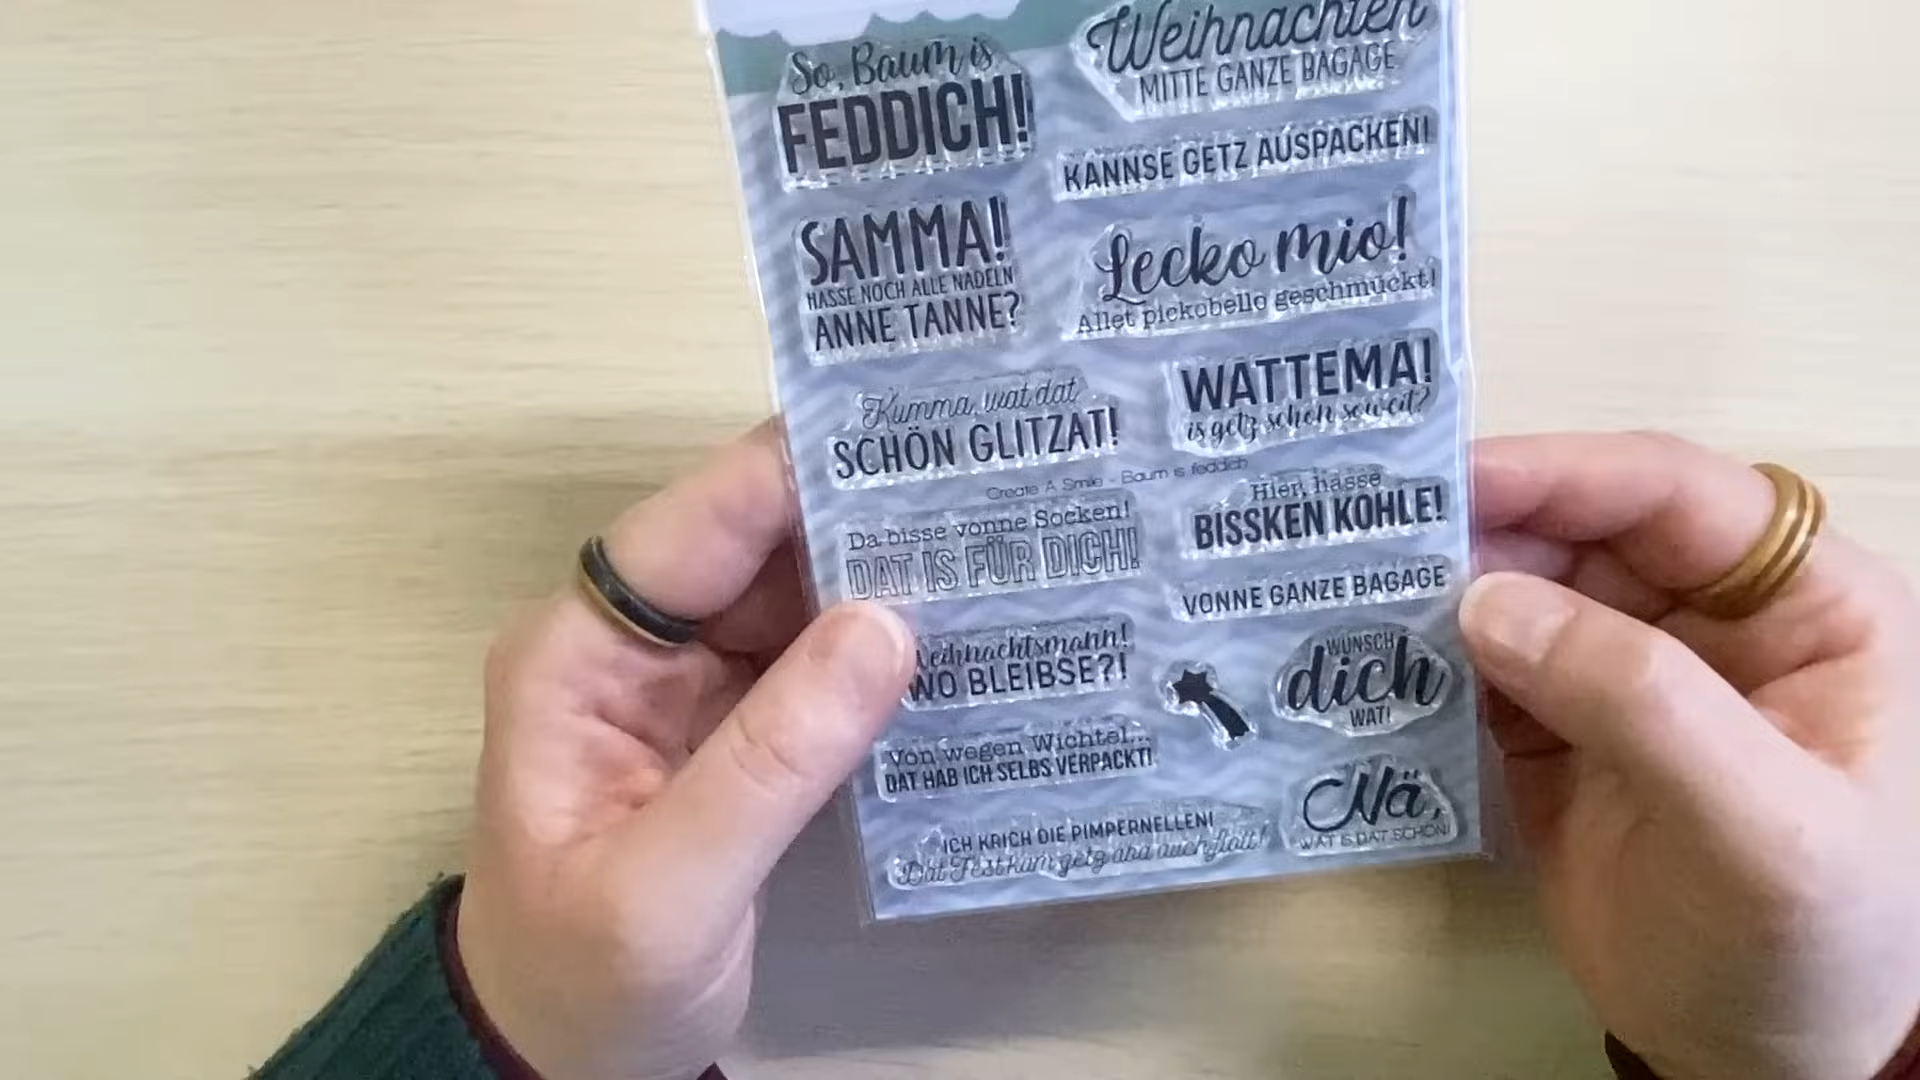 So, Baum is
FEDDICH!
Weihnachten
MITTE GANZE BAGAGE
KANNSE GETZ AUSPACKEN!
SAMMA!
HASSE NOCH ALLE NADELN
ANNE TANNE?
Lecko mio!
Allet pickobello geschmückt!
Kumma, wat dat
SCHÖN GLITZAT!
WATTEMA!
is getz schon soweit?
Create A Smile - Baum is feddich
Da bisse vonne Socken!
DAT IS FÜR DICH!
Hier, hasse
BISSKEN KOHLE!
VONNE GANZE BAGAGE
Weihnachtsmann!
WO BLEIBSE?!
WÜNSCH
dich
WAT!
Von wegen Wichtel...
DAT HAB ICH SELBS VERPACKT!
Nä,
WAT IS DAT SCHÖN!
ICH KRICH DIE PIMPERNELLEN!
Dat Fest kam getz aba auch flott!